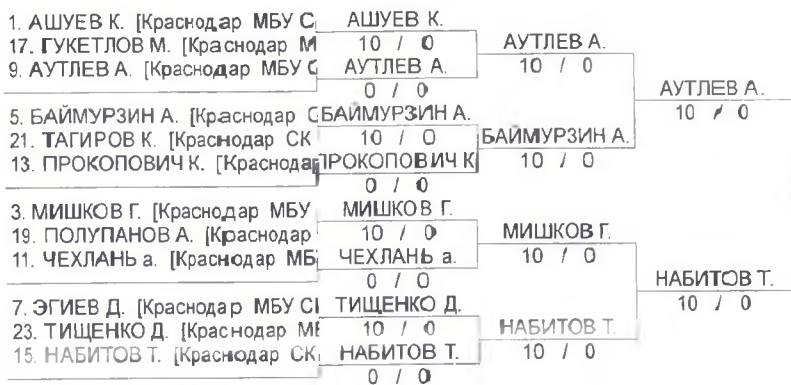 1. АШУЕВ К. [Краснодар МБУ С
17. ГУКЕТЛОВ М. [Краснодар М
9. АУТЛЕВ А. [Краснодар МБУ С
5. БАЙМУРЗИН А. [Краснодар С
21. ТАГИРОВ К. [Краснодар СК
13. ПРОКОПОВИЧ К. [Краснодар
3. МИШКОВ Г. [Краснодар МБУ
19. ПОЛУПАНОВ А. [Краснодар
11. ЧЕХЛАНЬ а. [Краснодар МБ
7. ЭГИЕВ Д. [Краснодар МБУ СК
23. ТИЩЕНКО Д. [Краснодар МБ
15. НАБИТОВ Т. [Краснодар СК
АШУЕВ К.
10 / 0
АУТЛЕВ А.
0 / 0
БАЙМУРЗИН А.
10 / 0
ПРОКОПОВИЧ К
0 / 0
МИШКОВ Г.
10 / 0
ЧЕХЛАНЬ а.
0 / 0
ТИЩЕНКО Д.
10 / 0
НАБИТОВ Т.
0 / 0
АУТЛЕВ А.
10 / 0
БАЙМУРЗИН А.
10 / 0
МИШКОВ Г.
10 / 0
НАБИТОВ Т.
10 / 0
АУТЛЕВ А.
10 / 0
НАБИТОВ Т.
10 / 0